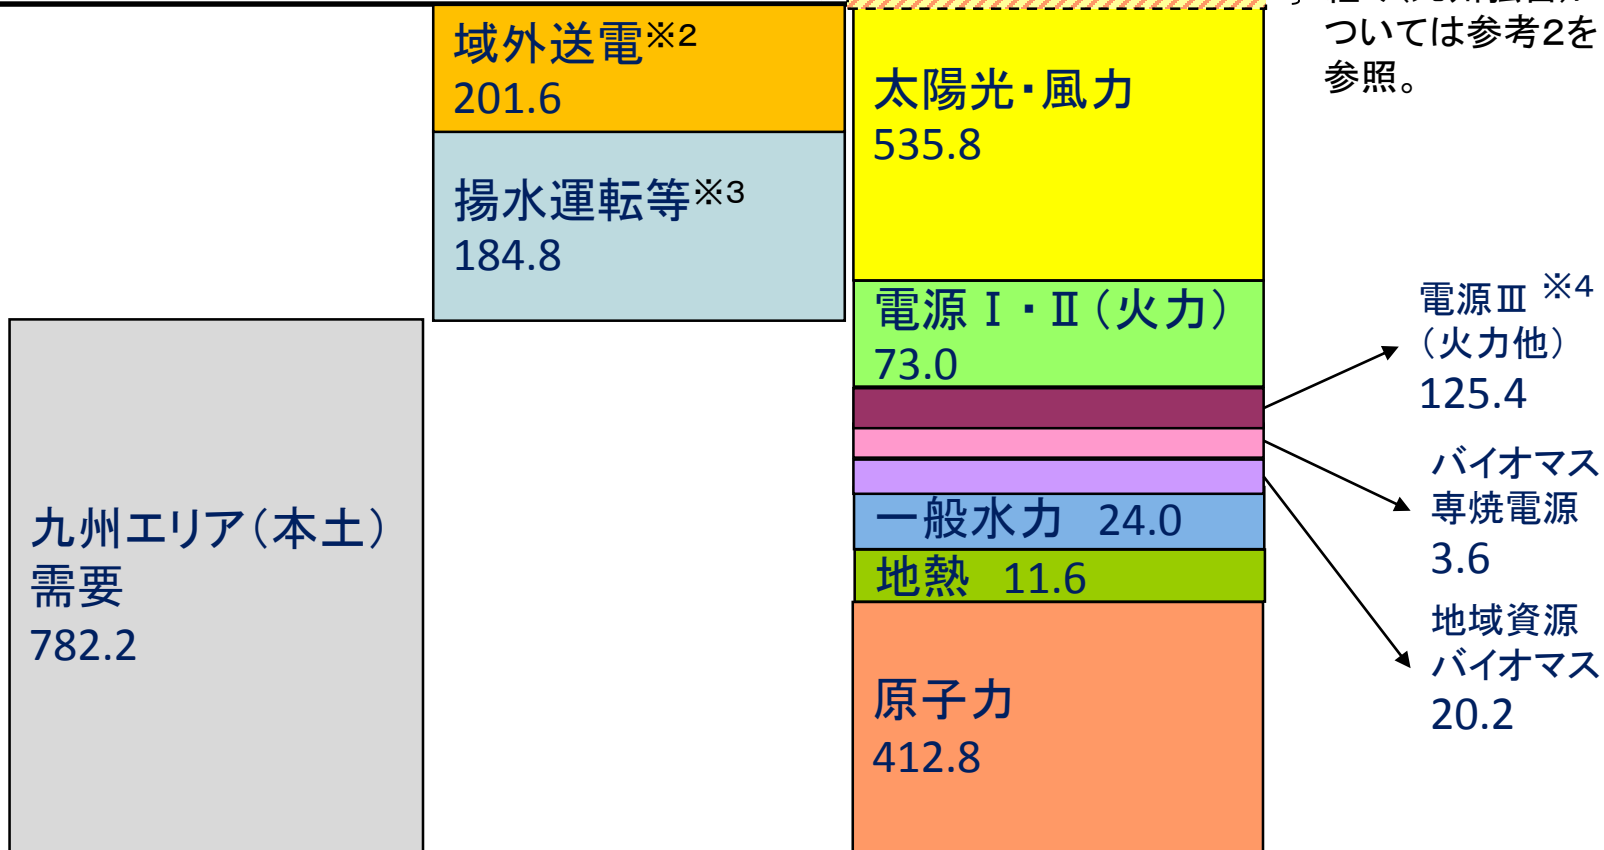 域外送電※2
201.6
揚水運転等※3
184.8
九州エリア（本土）
需要
782.2
太陽光・風力
535.8
電源Ⅰ・Ⅱ（火力）
73.0
一般水力 24.0
地熱 11.6
原子力
412.8
ついては参考2を
参照。
電源Ⅲ ※4
（火力他）
125.4
バイオマス
専焼電源
3.6
地域資源
バイオマス
20.2